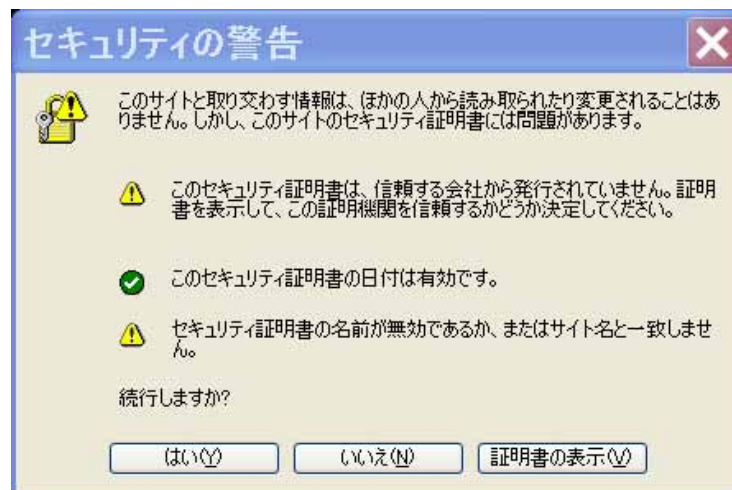 セキュリティの警告
このサイトと取り交わす情報は、ほかの人から読み取られたり変更されることはあ
りません。しかし、このサイトのセキュリティ証明書には問題があります。
このセキュリティ証明書は、信頼する会社から発行されていません。証明
書を表示して、この証明機関を信頼するかどうか決定してください。
このセキュリティ証明書の日付は有効です。
セキュリティ証明書の名前が無効であるか、またはサイト名と一致しませ
ん。
続行しますか?
はい(Y) いいえ(N) 証明書の表示(V)